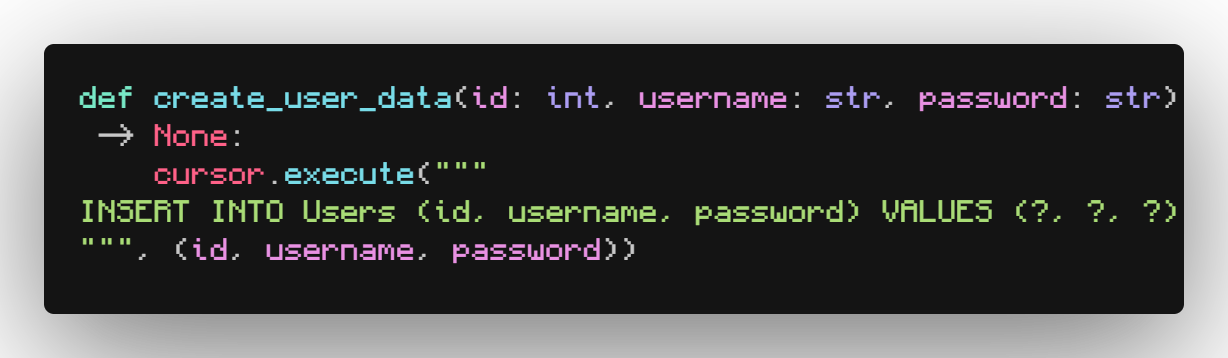 def create_user_data(id: int, username: str, password: str)
 -> None:
    cursor.execute("""
INSERT INTO Users (id, username, password) VALUES (?, ?, ?)
""", (id, username, password))